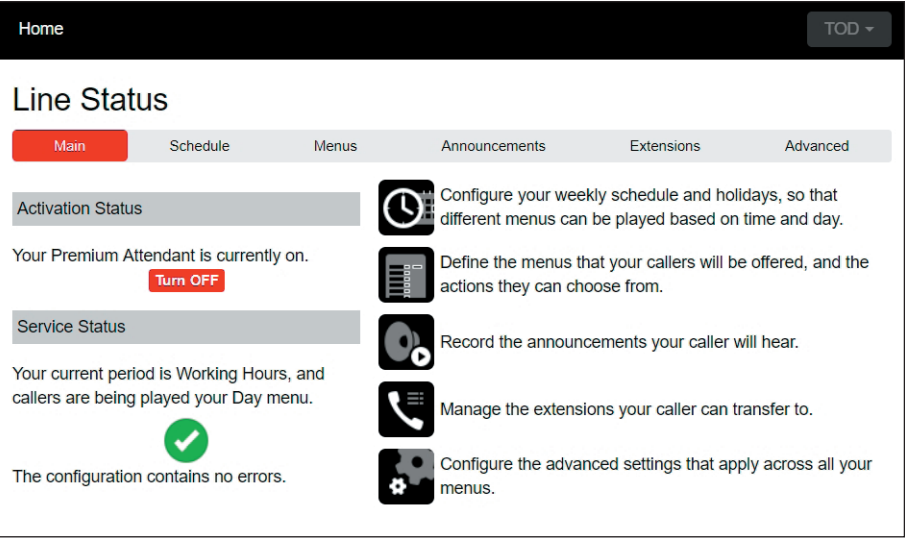 Home
TOD
Line Status
Main Schedule Menus Announcements Extensions Advanced
Activation Status
Your Premium Attendant is currently on.
Turn OFF
Service Status
Your current period is Working Hours, and
callers are being played your Day menu.
The configuration contains no errors.
Configure your weekly schedule and holidays, so that
different menus can be played based on time and day.
Define the menus that your callers will be offered, and the
actions they can choose from.
Record the announcements your caller will hear.
Manage the extensions your caller can transfer to.
Configure the advanced settings that apply across all your
menus.